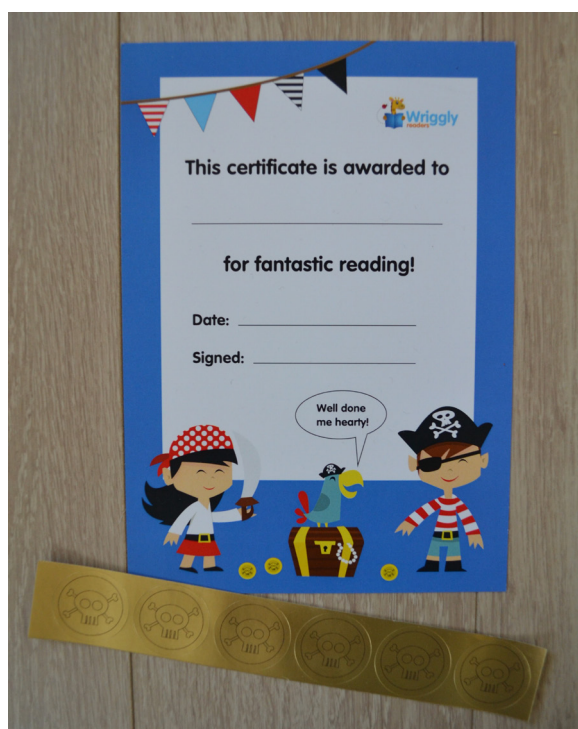 Wriggly
readers
This certificate is awarded to
for fantastic reading!
Date:
Signed:
Well done
me hearty!